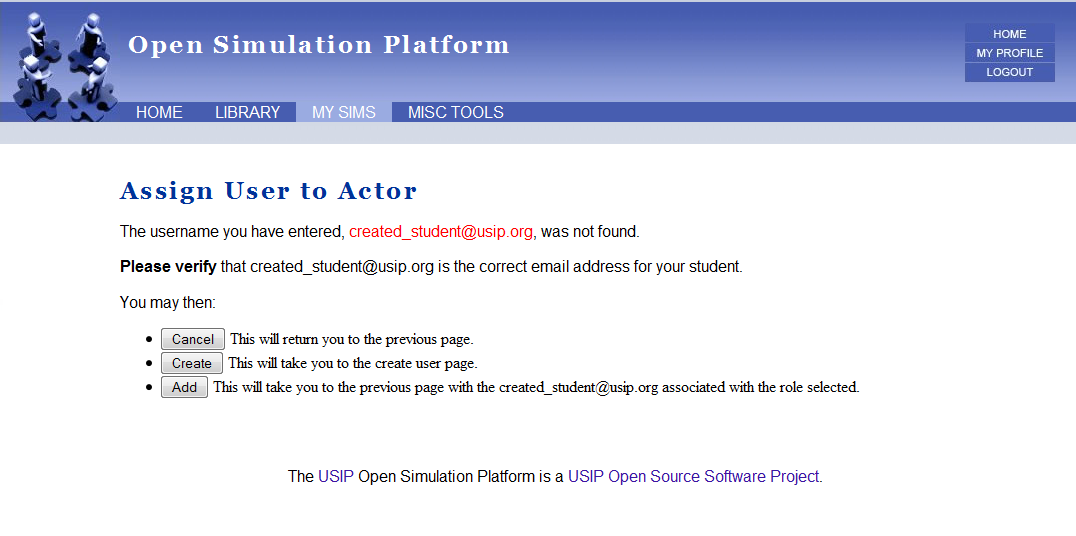 Open Simulation Platform
HOME
MY PROFILE
LOGOUT
HOME LIBRARY MY SIMS MISC TOOLS
Assign User to Actor
The username you have entered, created_student@usip.org, was not found.
Please verify that created_student@usip.org is the correct email address for your student.
You may then:
Cancel This will return you to the previous page.
Create This will take you to the create user page.
Add This will take you to the previous page with the created_student@usip.org associated with the role selected.
The USIP Open Simulation Platform is a USIP Open Source Software Project.